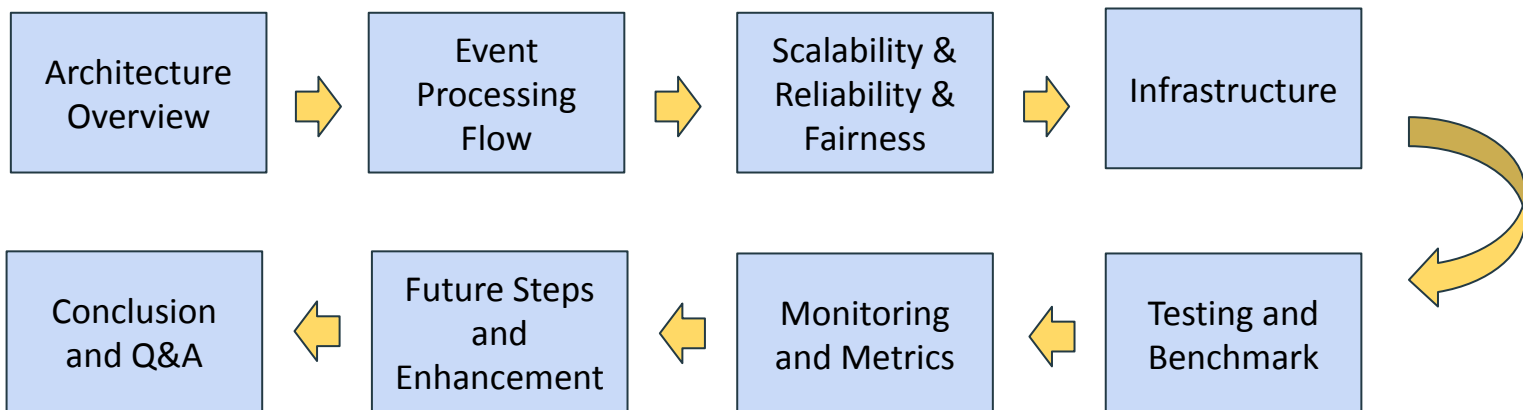 Architecture
Overview
Event
Processing
Flow
Scalability &
Reliability &
Fairness
Infrastructure
Testing and
Benchmark
Monitoring
and Metrics
Future Steps
and
Enhancement
Conclusion
and Q&A